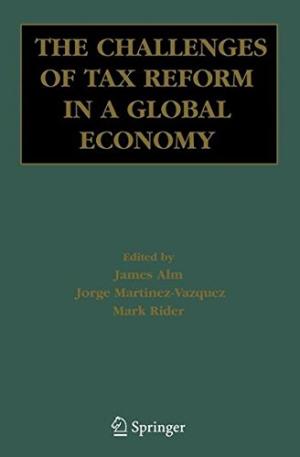 THE CHALLENGES
OF TAX REFORM
IN A GLOBAL
ECONOMY
Edited by
James Alm
Jorge Martinez-Vazquez
Mark Rider
Springer